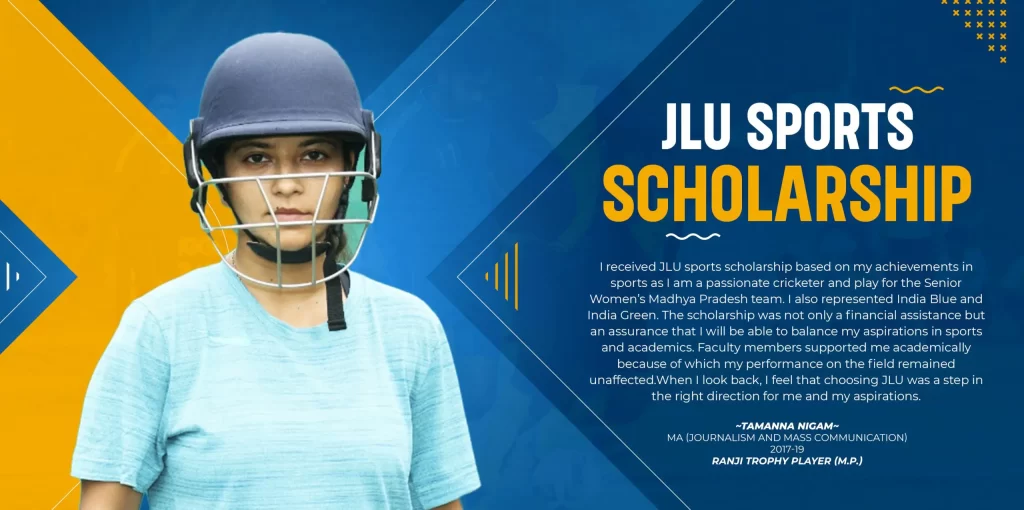 JLU SPORTS
SCHOLARSHIP
I received JLU sports scholarship based on my achievements in
sports as I am a passionate cricketer and play for the Senior
Women's Madhya Pradesh team. I also represented India Blue and
India Green. The scholarship was not only a financial assistance but
an assurance that I will be able to balance my aspirations in sports
and academics. Faculty members supported me academically
because of which my performance on the field remained
unaffected.When I look back, I feel that choosing JLU was a step in
the right direction for me and my aspirations.
~TAMANNA NIGAM~
MA (JOURNALISM AND MASS COMMUNICATION)
2017-19
RANJI TROPHY PLAYER (M.P.)